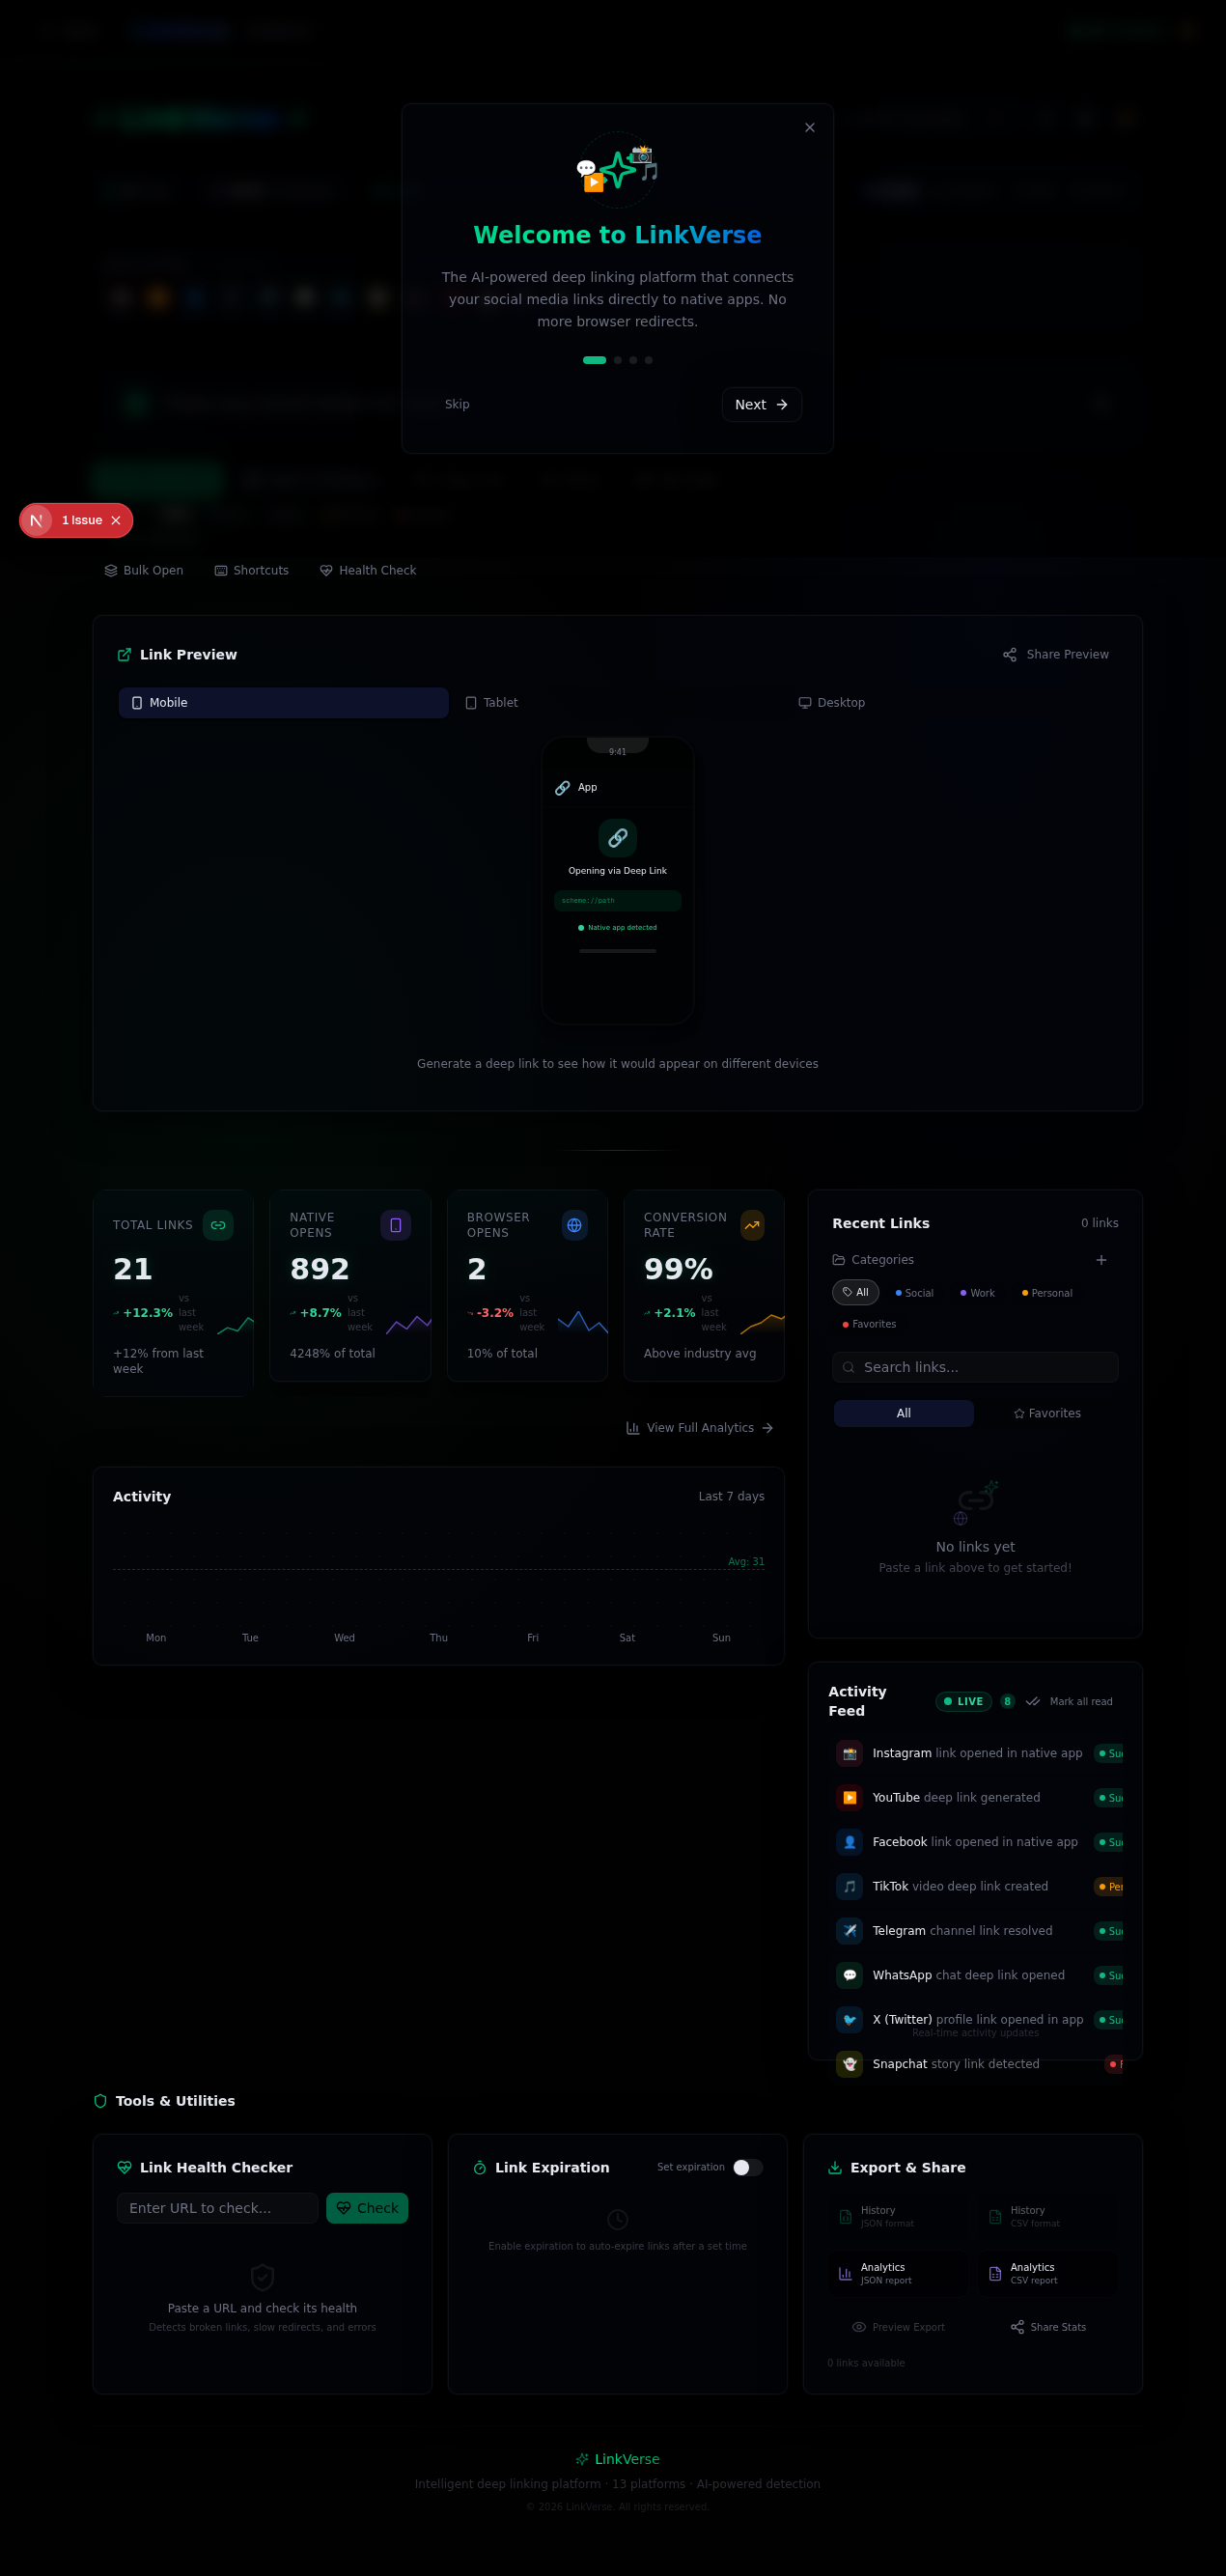 Welcome to LinkVerse
The AI-powered deep linking platform that connects
your social media links directly to native apps. No
more browser redirects.
Skip
Next
1 Issue
Bulk Open
Shortcuts
Health Check
Link Preview
Share Preview
Mobile
Tablet
Desktop
9:41
App
Opening via Deep Link
scheme://path
Native app detected
Generate a deep link to see how it would appear on different devices
TOTAL LINKS
21
+12.3%
vs
last
week
+12% from last
week
NATIVE
OPENS
892
+8.7%
vs
last
week
4248% of total
BROWSER
OPENS
2
-3.2%
vs
last
week
10% of total
CONVERSION
RATE
99%
+2.1%
vs
last
week
Above industry avg
View Full Analytics
Activity
Last 7 days
Avg: 31
Mon
Tue
Wed
Thu
Fri
Sat
Sun
Recent Links
0 links
Categories
All
Social
Work
Personal
Favorites
Search links...
All
Favorites
No links yet
Paste a link above to get started!
Activity
Feed
LIVE
8
Mark all read
Instagram link opened in native app
YouTube deep link generated
Facebook link opened in native app
TikTok video deep link created
Telegram channel link resolved
WhatsApp chat deep link opened
X (Twitter) profile link opened in app
Real-time activity updates
Snapchat story link detected
Tools & Utilities
Link Health Checker
Enter URL to check...
Check
Paste a URL and check its health
Detects broken links, slow redirects, and errors
Link Expiration
Set expiration
Enable expiration to auto-expire links after a set time
Export & Share
History
JSON format
History
CSV format
Analytics
JSON report
Analytics
CSV report
Preview Export
Share Stats
0 links available
LinkVerse
Intelligent deep linking platform · 13 platforms · AI-powered detection
© 2026 LinkVerse. All rights reserved.